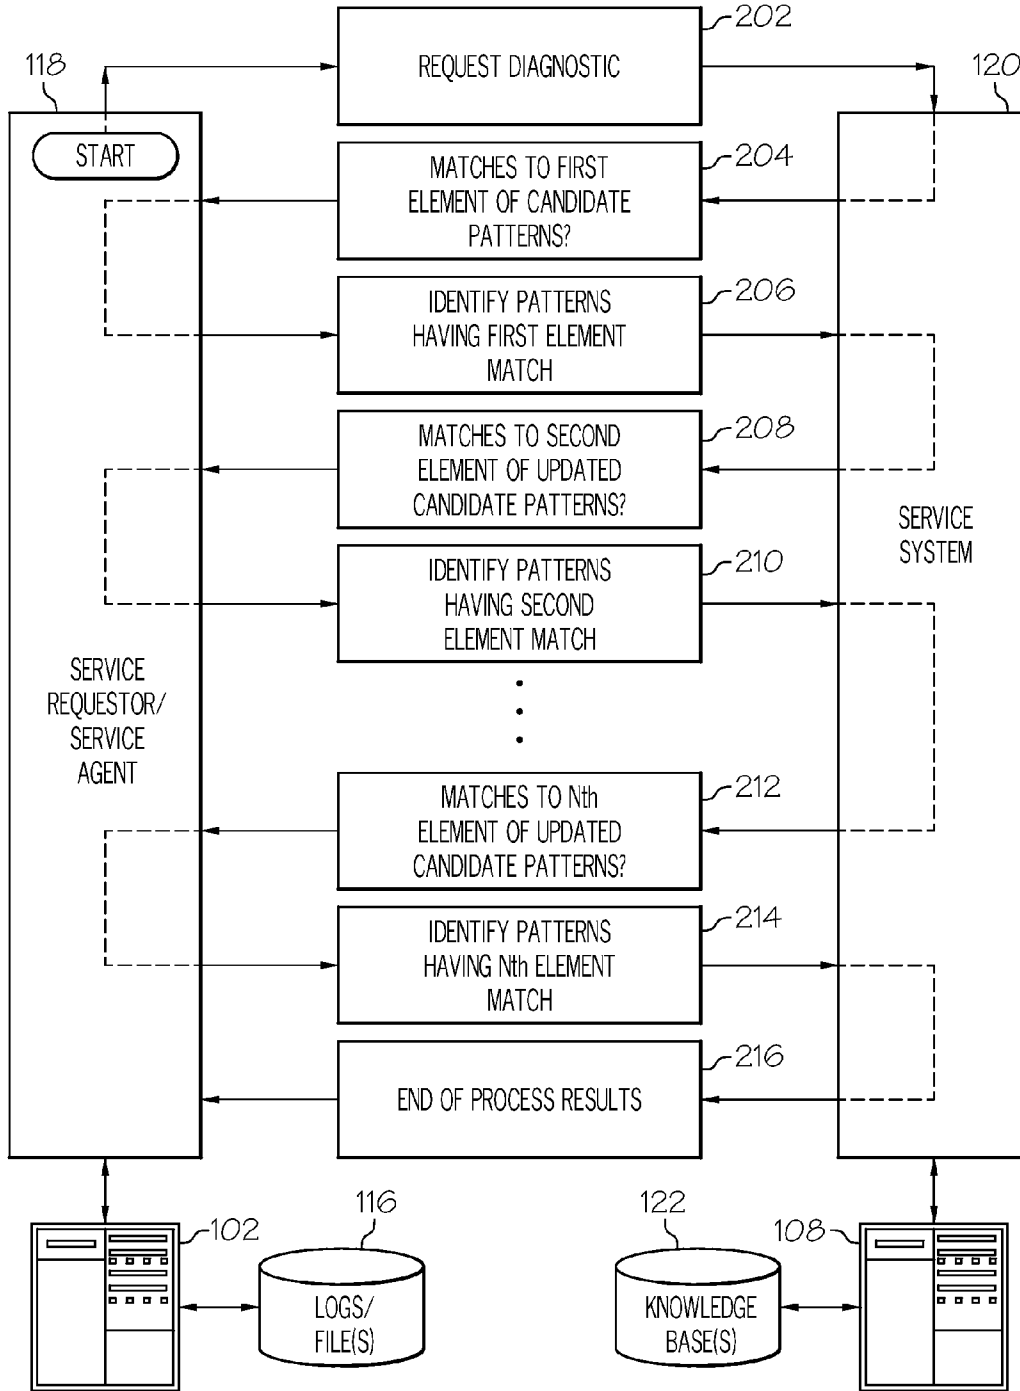 202
118
REQUEST DIAGNOSTIC
120
START
MATCHES TO FIRST
ELEMENT OF CANDIDATE
PATTERNS?
204
IDENTIFY PATTERNS
HAVING FIRST ELEMENT
MATCH
206
MATCHES TO SECOND
ELEMENT OF UPDATED
CANDIDATE PATTERNS?
208
SERVICE
SYSTEM
IDENTIFY PATTERNS
HAVING SECOND
ELEMENT MATCH
210
SERVICE
REQUESTOR/
SERVICE
AGENT
MATCHES TO Nth
ELEMENT OF UPDATED
CANDIDATE PATTERNS?
212
IDENTIFY PATTERNS
HAVING Nth ELEMENT
MATCH
214
END OF PROCESS RESULTS
216
102
116
LOGS/
FILE(S)
122
KNOWLEDGE
BASE(S)
108